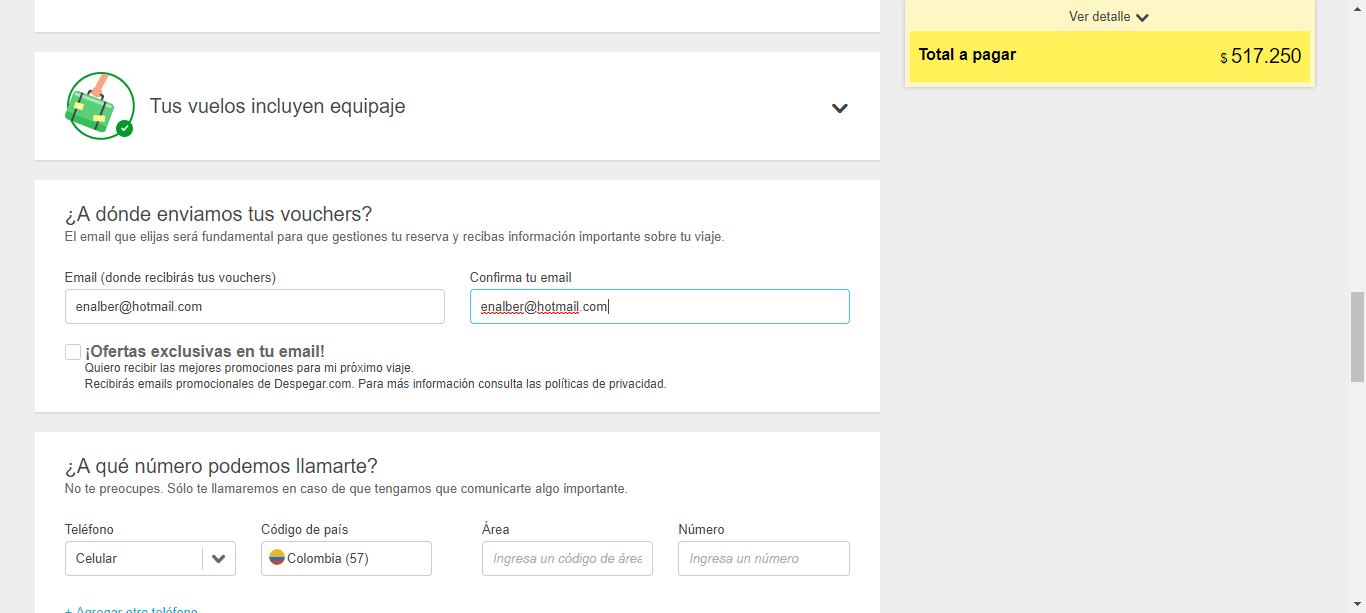 Ver detalle
Total a pagar
$ 517.250
Tus vuelos incluyen equipaje
¿A dónde enviamos tus vouchers?
El email que elijas será fundamental para que gestiones tu reserva y recibas información importante sobre tu viaje.
Email (donde recibirás tus vouchers)
Confirma tu email
enalber@hotmail.com
enalber@hotmail.com
¡Ofertas exclusivas en tu email!
Quiero recibir las mejores promociones para mi próximo viaje.
Recibirás emails promocionales de Despegar.com. Para más información consulta las políticas de privacidad.
¿A qué número podemos llamarte?
No te preocupes. Sólo te llamaremos en caso de que tengamos que comunicarte algo importante.
Teléfono
Código de país
Área
Número
Celular
Colombia (57)
Ingresa un código de área
Ingresa un número
+ Agregar otro teléfono